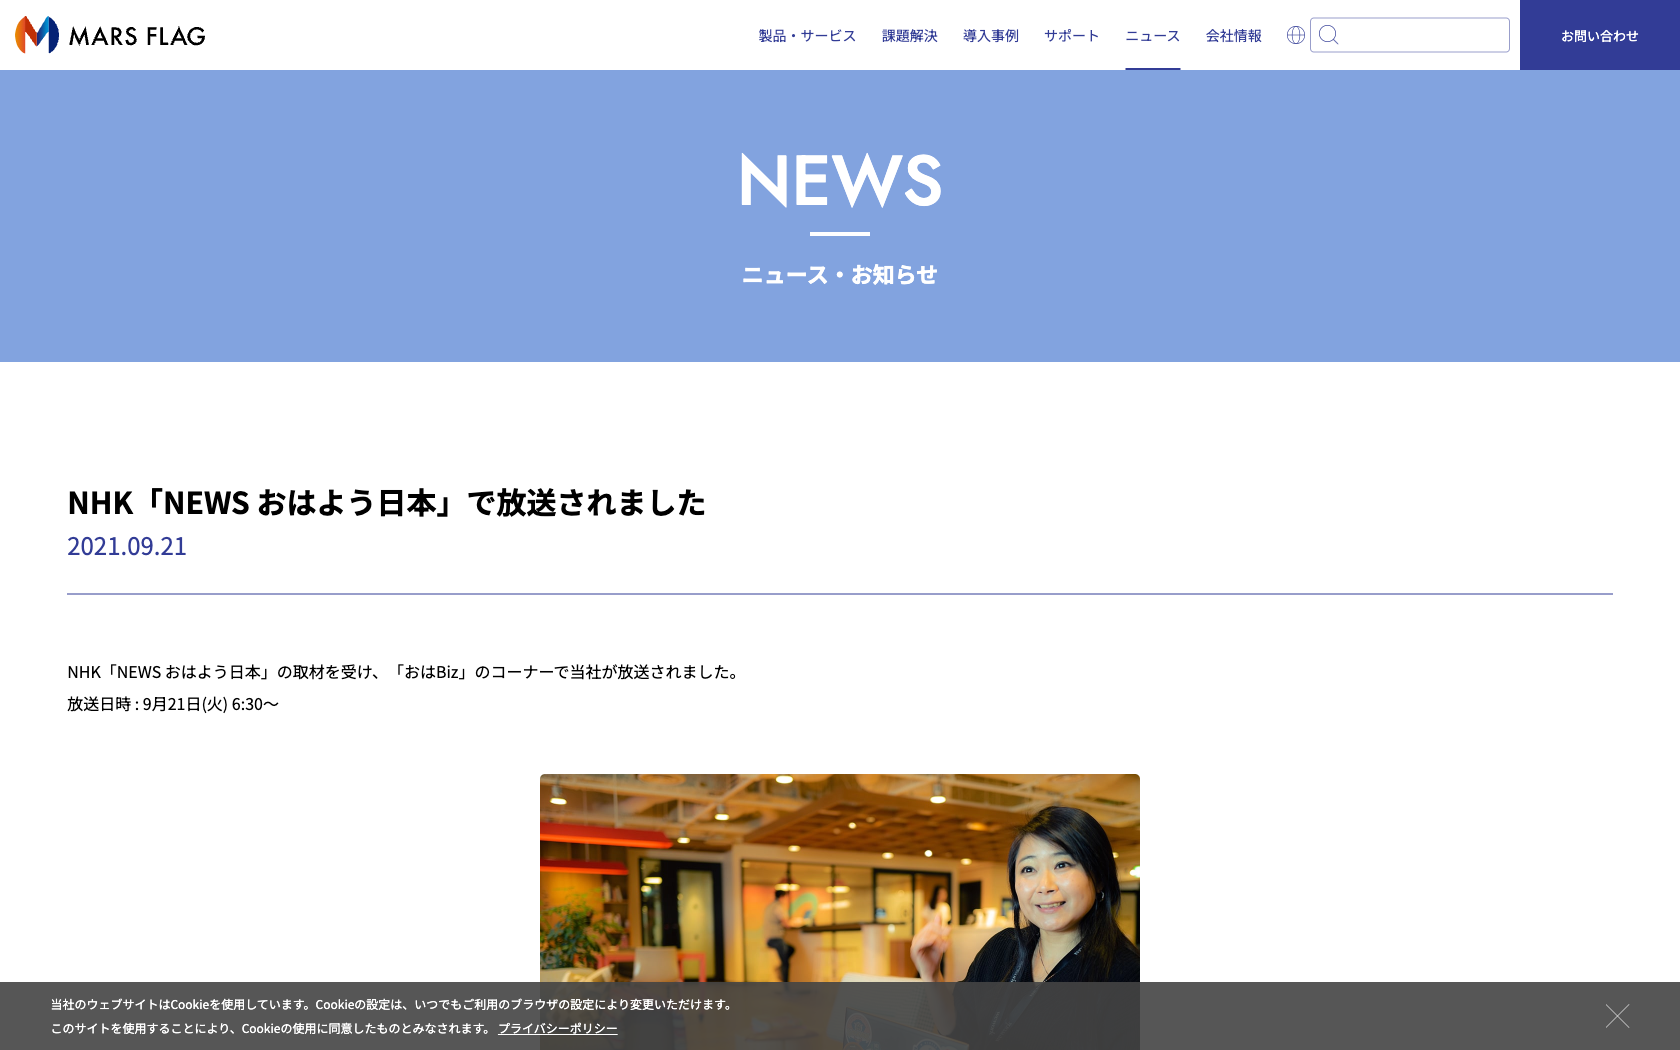 MARS FLAG
製品・サービス 課題解決 導入事例 サポート ニュース 会社情報 お問い合わせ
NEWS
ニュース・お知らせ
NHK「NEWS おはよう日本」で放送されました
2021.09.21
NHK「NEWS おはよう日本」の取材を受け、「おはBiz」のコーナーで当社が放送されました。
放送日時 : 9月21日(火) 6:30〜
当社のウェブサイトはCookieを使用しています。Cookieの設定は、いつでもご利用のブラウザの設定により変更いただけます。
このサイトを使用することにより、Cookieの使用に同意したものとみなされます。 プライバシーポリシー